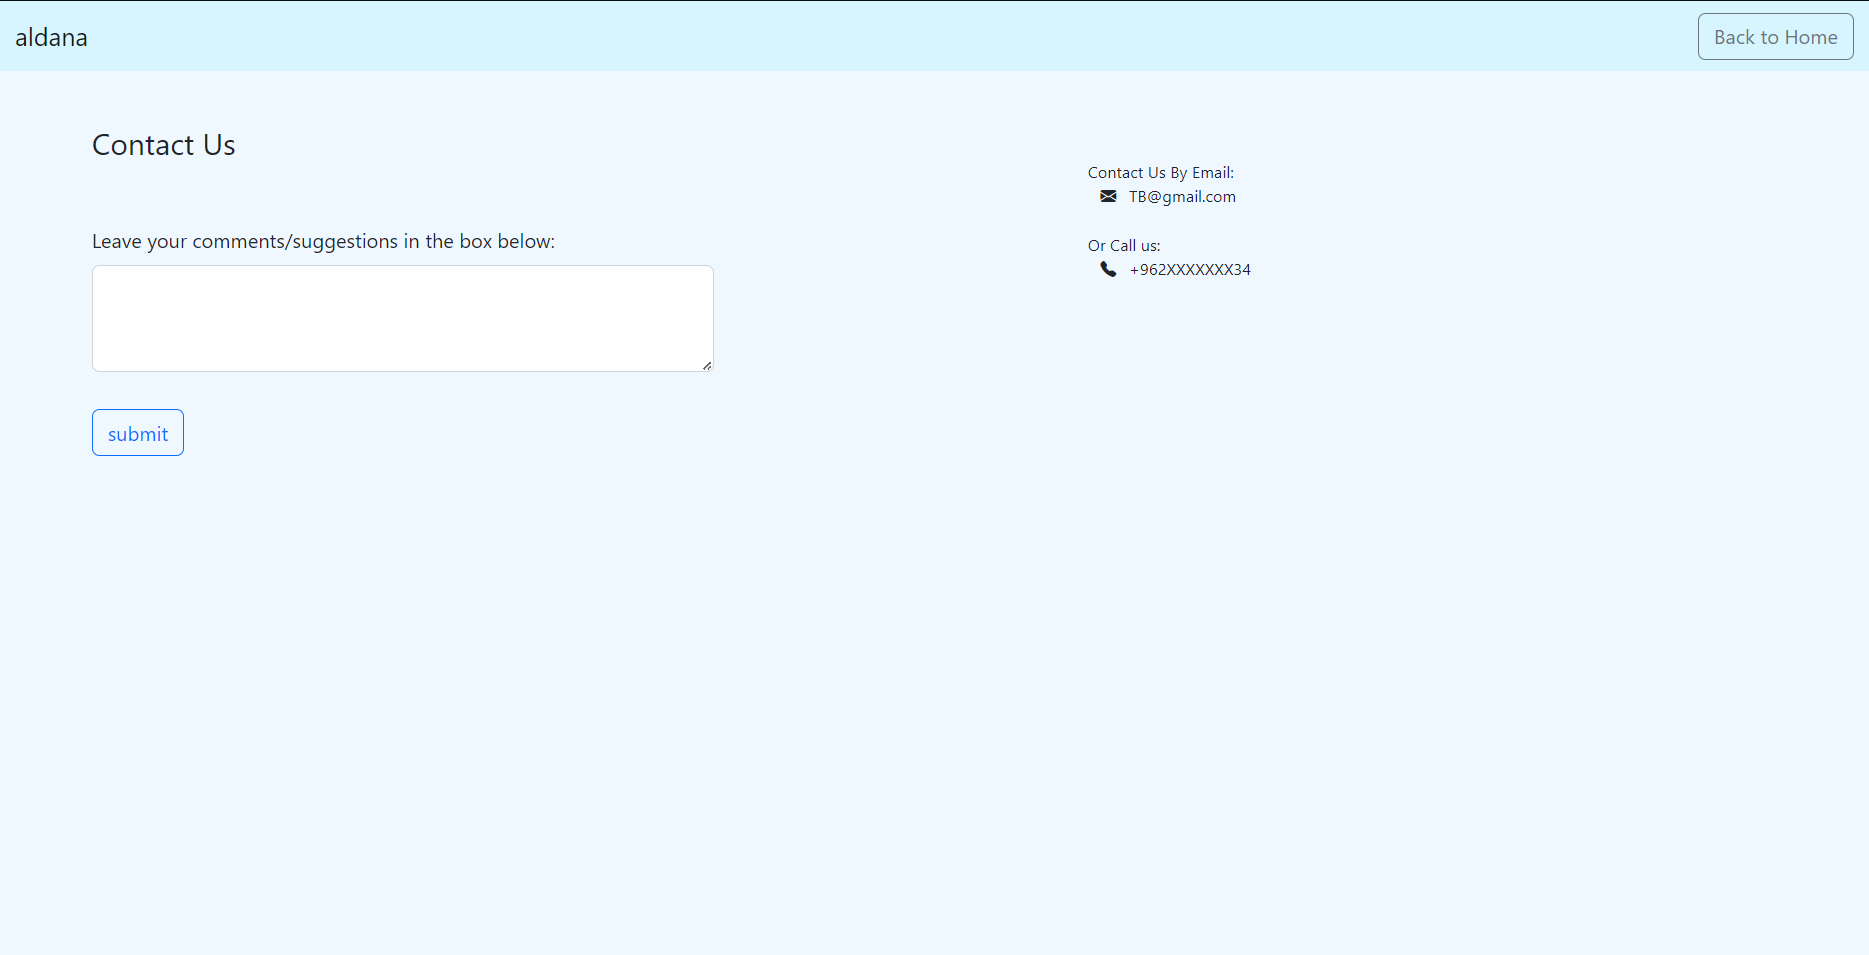 aldana
Back to Home
Contact Us
Leave your comments/suggestions in the box below:
submit
Contact Us By Email:
TB@gmail.com
Or Call us:
+962XXXXXXX34